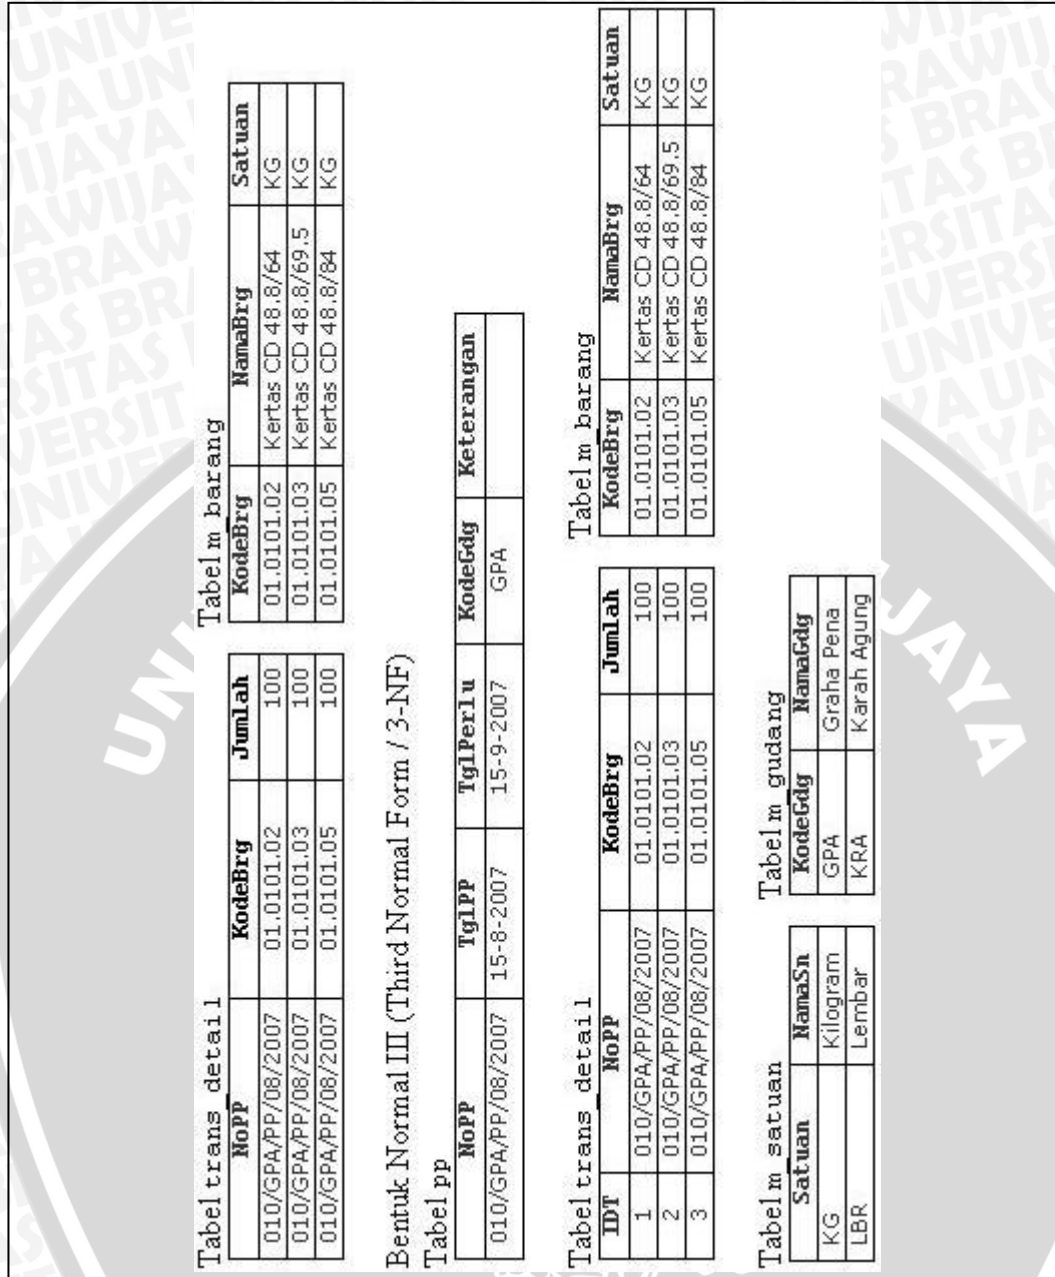 Tabel trans_detail Tabel m_barang
NoPP KodeBrg Jumlah KodeBrg NamaBrg Satuan
010/GPA/PP/08/2007 01.0101.02 100 01.0101.02 Kertas CD 48.8/64 KG
010/GPA/PP/08/2007 01.0101.03 100 01.0101.03 Kertas CD 48.8/69.5 KG
010/GPA/PP/08/2007 01.0101.05 100 01.0101.05 Kertas CD 48.8/84 KG
Bentuk Normal III (Third Normal Form / 3-NF)
Tabel pp
NoPP TglPP TglPerlu KodeGdg Keterangan
010/GPA/PP/08/2007 15-8-2007 15-9-2007 GPA
Tabel trans_detail Tabel m_barang
IDT NoPP KodeBrg Jumlah KodeBrg NamaBrg Satuan
1 010/GPA/PP/08/2007 01.0101.02 100 01.0101.02 Kertas CD 48.8/64 KG
2 010/GPA/PP/08/2007 01.0101.03 100 01.0101.03 Kertas CD 48.8/69.5 KG
3 010/GPA/PP/08/2007 01.0101.05 100 01.0101.05 Kertas CD 48.8/84 KG
Tabel m_satuan Tabel m_gudang
Satuan NamaSn KodeGdg NamaGdg
KG Kilogram GPA Graha Pena
LBR Lembar KRA Karah Agung